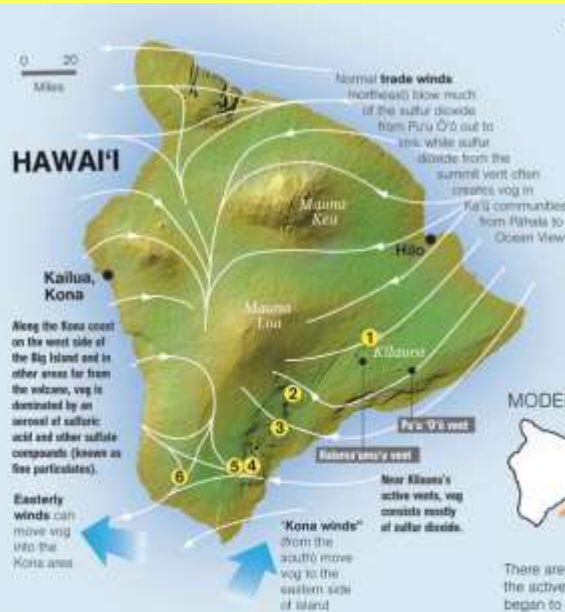 0 20
Miles
HAWAI'I
Normal trade winds
(northeast) blow much
of the sulfur dioxide
from Pu'u Ō'ō out to
sea, while sulfur
dioxide from the
summit vent often
creates vog in
Ka'ū communities
from Pāhala to
Ocean View
Mauna
Kea
Hilo
Kailua,
Kona
Mauna
Loa
1
Kīlauea
2
3
5 4
6
Pu'u 'Ō'ō vent
Halema'uma'u vent
Along the Kona coast
on the west side of
the Big Island and in
other areas far from
the volcano, vog is
dominated by an
aerosol of sulfuric
acid and other sulfate
compounds (known as
fine particulates).
Near Kīlauea's
active vents, vog
consists mostly
of sulfur dioxide.
Easterly
winds can
move vog
into the
Kona area
'Kona winds"
(from the
south) move
vog to the
eastern side
of island
MODE
There are
the active
began to